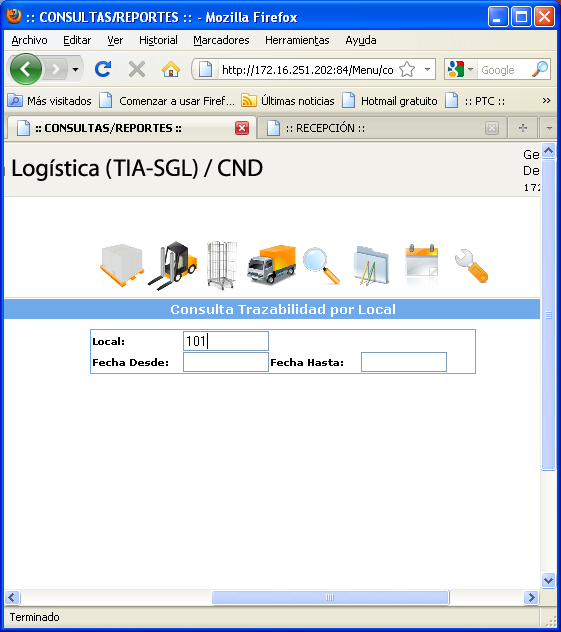 :: CONSULTAS/REPORTES :: - Mozilla Firefox
Archivo Editar Ver Historial Marcadores Herramientas Ayuda
http://172.16.251.202:84/Menu/co Google
Más visitados Comenzar a usar Firef... Últimas noticias Hotmail gratuito :: PTC :: »
:: CONSULTAS/REPORTES :: :: RECEPCIÓN ::
Logística (TIA-SGL) / CND
Ge
De
172
Consulta Trazabilidad por Local
Local: 101
Fecha Desde: Fecha Hasta:
Terminado